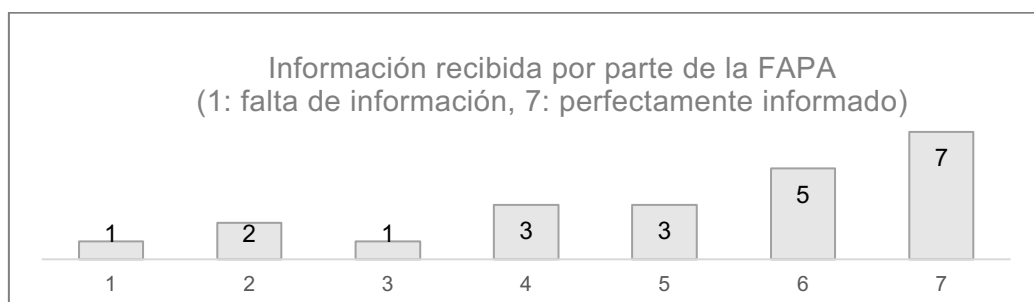 Información recibida por parte de la FAPA
(1: falta de información, 7: perfectamente informado)
7
5
3 3
1 2 1
1 2 3 4 5 6 7